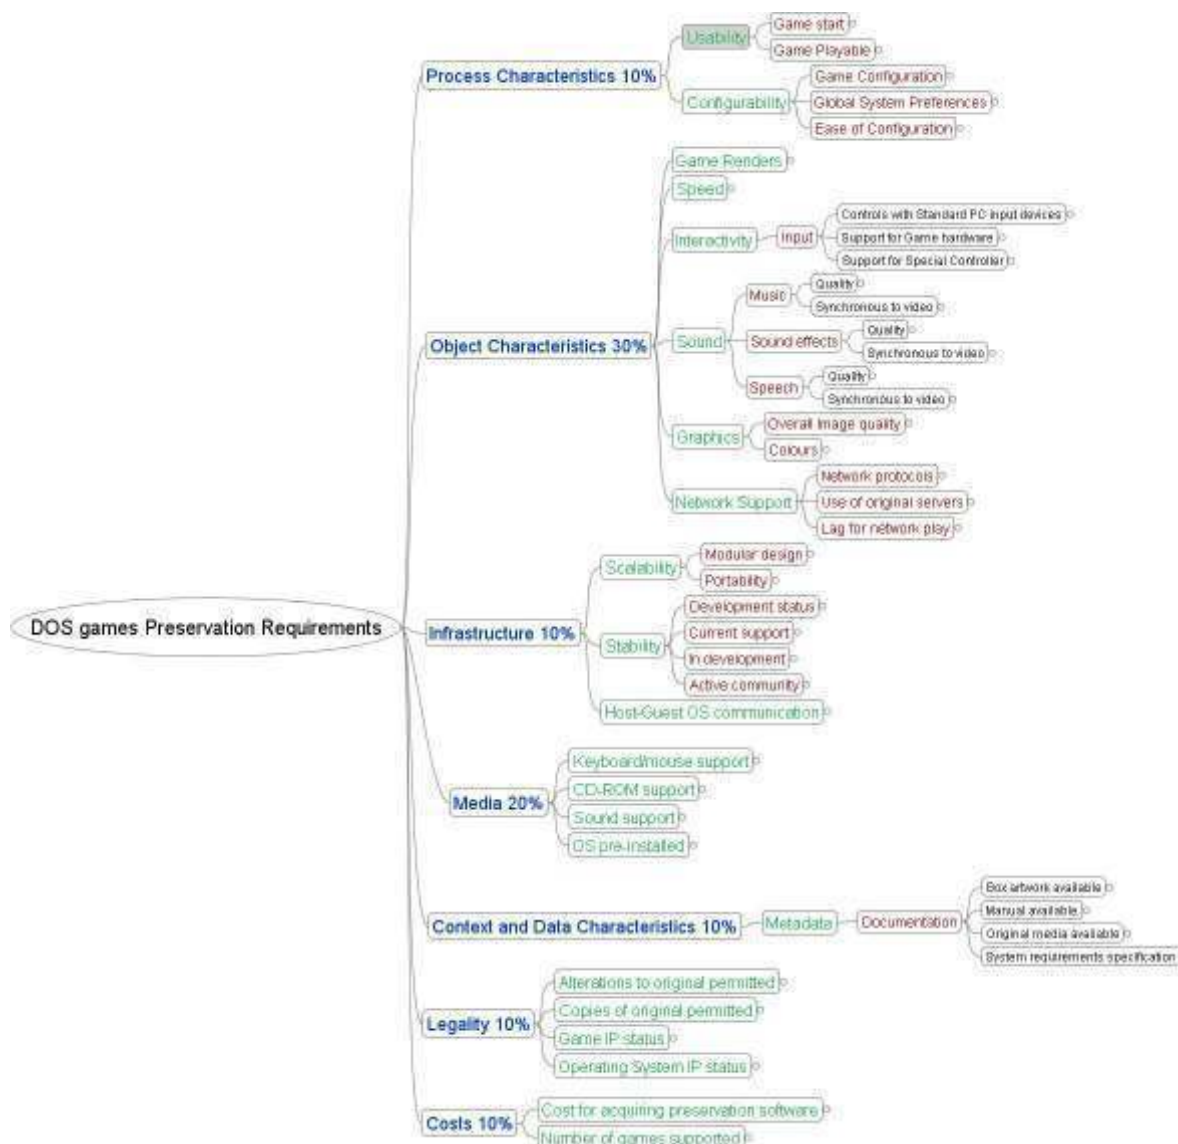 Usability
Game start
Game Playable
Process Characteristics 10%
Configurability
Game Configuration
Global System Preferences
Ease of Configuration
Game Renders
Speed
Interactivity
Input
Controls with Standard PC input devices
Support for Game hardware
Support for Special Controller
Object Characteristics 30%
Sound
Music
Quality
Synchronous to video
Sound effects
Quality
Synchronous to video
Speech
Quality
Synchronous to video
Graphics
Overall Image quality
Colours
Network Support
Network protocols
Use of original servers
Lag for network play
DOS games Preservation Requirements
Infrastructure 10%
Scalability
Modular design
Portability
Stability
Development status
Current support
In development
Active community
Host-Guest OS communication
Media 20%
Keyboard/mouse support
CD-ROM support
Sound support
OS pre-installed
Context and Data Characteristics 10%
Metadata
Documentation
Box artwork available
Manual available
Original media available
System requirements specification
Legality 10%
Alterations to original permitted
Copies of original permitted
Game IP status
Operating System IP status
Costs 10%
Cost for acquiring preservation software
Number of games supported